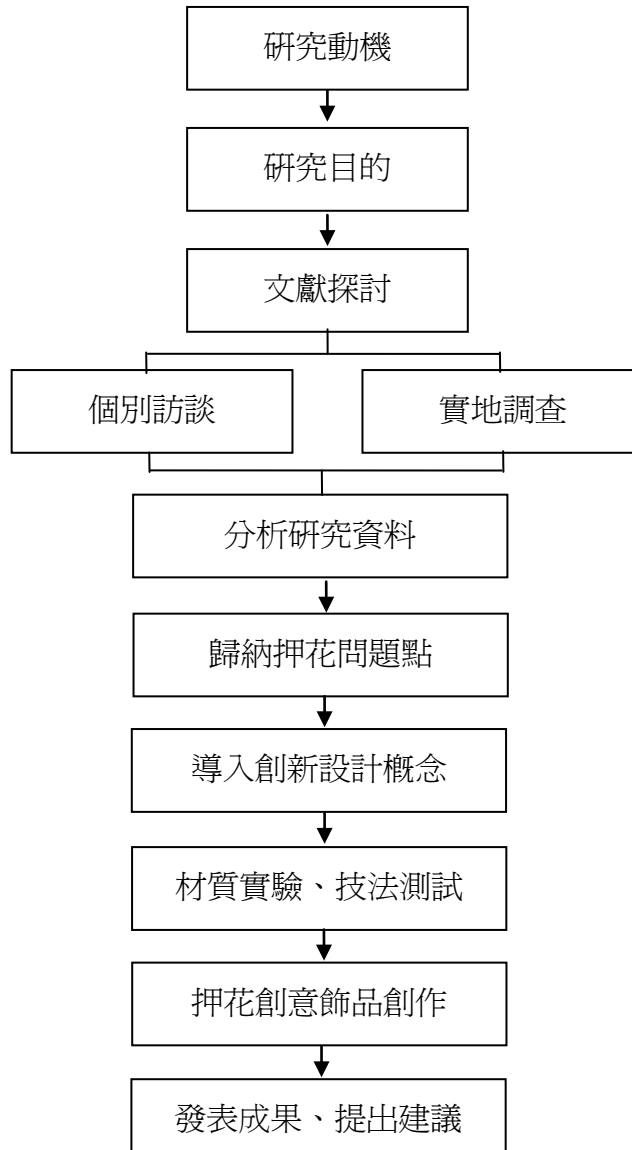 研究動機
研究目的
文獻探討
個別訪談
實地調查
分析研究資料
歸納押花問題點
導入創新設計概念
材質實驗、技法測試
押花創意飾品創作
發表成果、提出建議